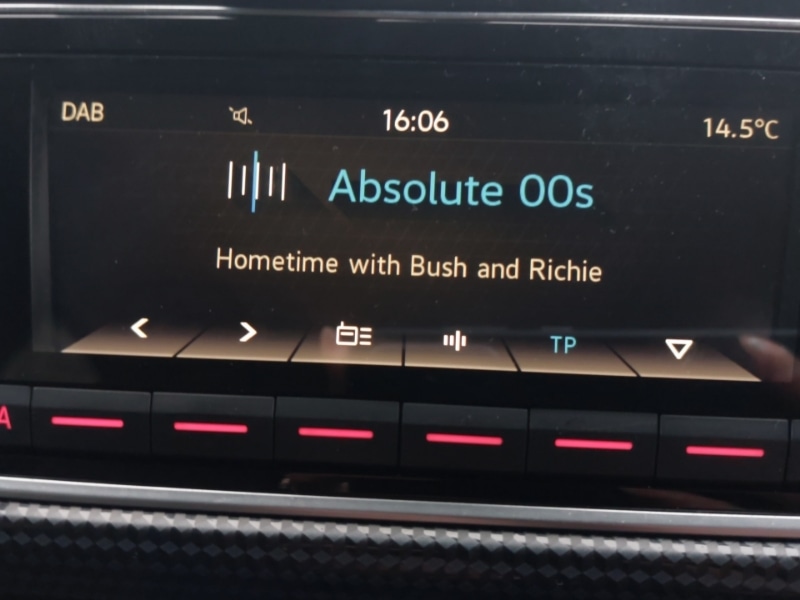 DAB 16:06 14.5°C
Absolute 00s
Hometime with Bush and Richie
TP
A